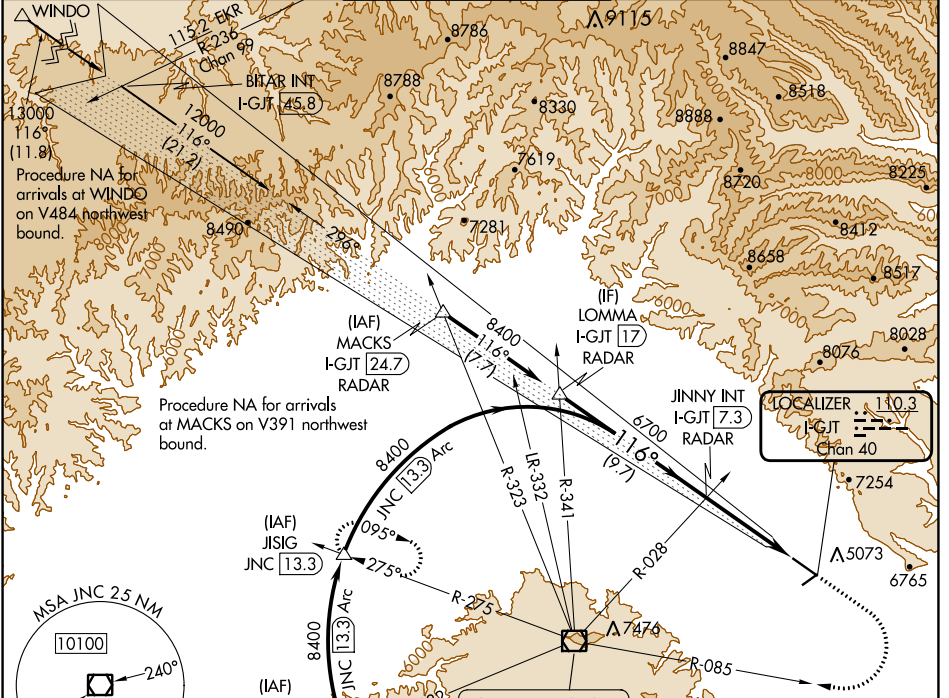 WINDO
115.2 EKR
R-236
Chan 99
9115
8786
8847
BITAR INT
I-GJT 45.8
8788
8518
8330
8888
13000
116°
(11.8)
12000
116°
(21.2)
7619
8720
8000
8225
Procedure NA for
arrivals at WINDO
on V484 northwest
bound.
8490
7281
8412
296°
8658
8517
6000
6000
(IAF)
MACKS
I-GJT 24.7
RADAR
8400
116°
(7.7)
(IF)
LOMMA
I-GJT 17
RADAR
8028
8076
Procedure NA for arrivals
at MACKS on V391 northwest
bound.
JINNY INT
I-GJT 7.3
RADAR
LOCALIZER 110.3
I-GJT
Chan 40
6700
116°
(9.7)
8400
JNC 13.3 Arc
R-323
LR-332
R-341
7254
(IAF)
JISIG
JNC 13.3
095°
275°
R-028
5073
6765
R-275
MSA JNC 25 NM
10100
240°
8400
JNC 13.3 Arc
7476
R-085
(IAF)